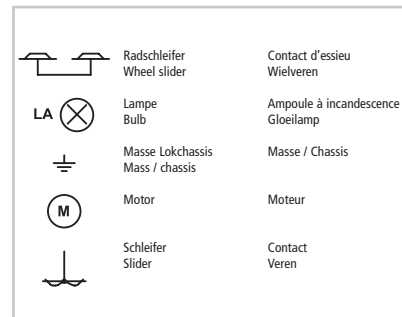 Radschleifer
Wheel slider
Contact d’essieu
Wielveren
LA
Lampe
Bulb
Ampoule à incandescence
Gloeilamp
Masse Lokchassis
Mass / chassis
Masse / Chassis
M
Motor
Moteur
Schleifer
Slider
Contact
Veren